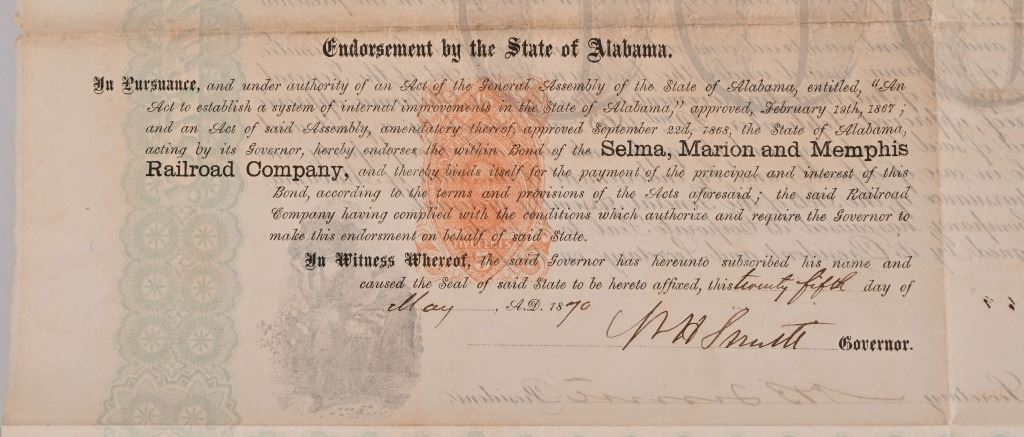 Endorsement by the State of Alabama.
In Pursuance, and under authority of an Act of the General Assembly of the State of Alabama, entitled, "An
Act to establish a system of internal improvements in the State of Alabama," approved, February 19th, 1867;
and an Act of said Assembly, amendatory thereof, approved September 22d, 1868, the State of Alabama,
acting by its Governor, hereby endorses the within Bond of the Selma, Marion and Memphis
Railroad Company, and thereby binds itself for the payment of the principal and interest of this
Bond, according to the terms and provisions of the Acts aforesaid; the said Railroad
Company having complied with the conditions which authorize and require the Governor to
make this endorsment on behalf of said State.
In Witness Whereof, the said Governor has hereunto subscribed his name and
caused the Seal of said State to be hereto affixed, this twenty fifth day of
May, A.D. 1870
W H Smith Governor.